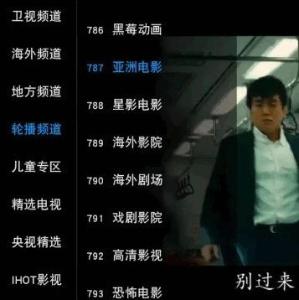 卫视频道
海外频道
地方频道
轮播频道
儿童专区
精选电视
央视精选
IHOT影视
786 黑莓动画
787 亚洲电影
788 星影电影
789 海外影院
790 海外剧场
791 戏剧影院
792 高清影视
793 恐怖电影
别过来